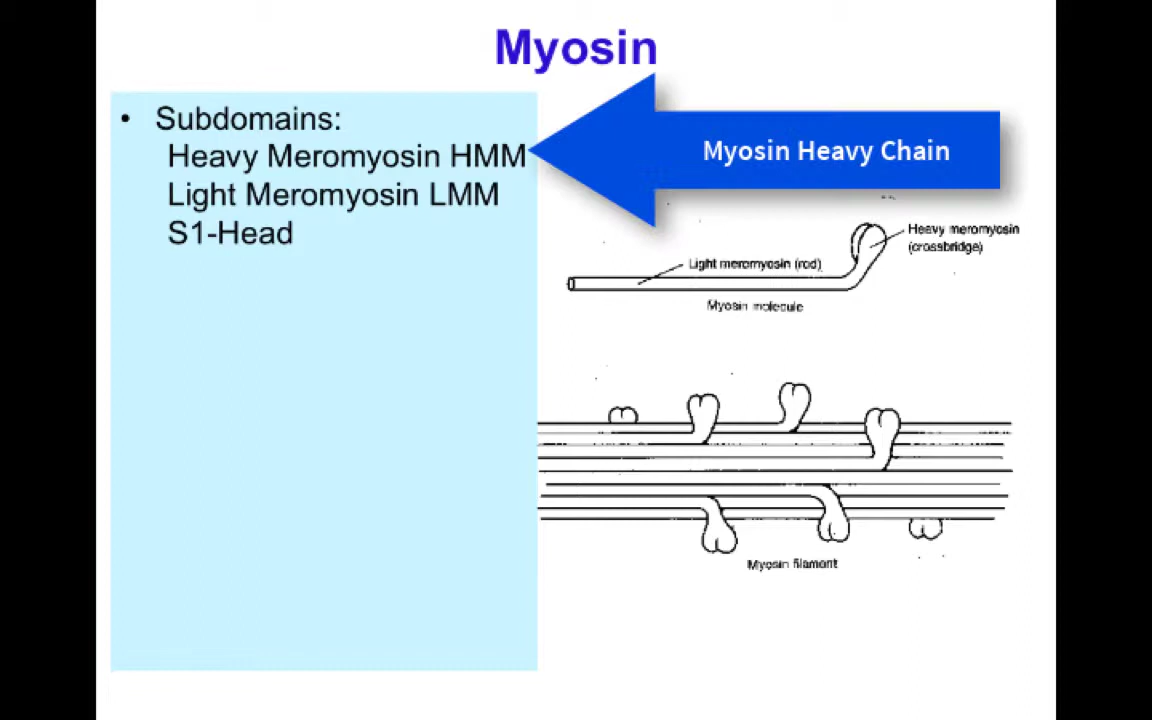 Myosin
• Subdomains:
Heavy Meromyosin HMM
Light Meromyosin LMM
S1-Head
Myosin Heavy Chain
Heavy meromyosin
(crossbridge)
Light meromyosin (rod)
Myosin molecule
Myosin filament